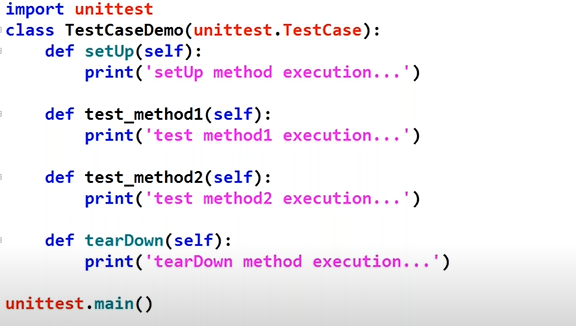 import unittest
class TestCaseDemo(unittest.TestCase):
    def setUp(self):
        print('setUp method execution...')

    def test_method1(self):
        print('test method1 execution...')

    def test_method2(self):
        print('test method2 execution...')

    def tearDown(self):
        print('tearDown method execution...')

unittest.main()